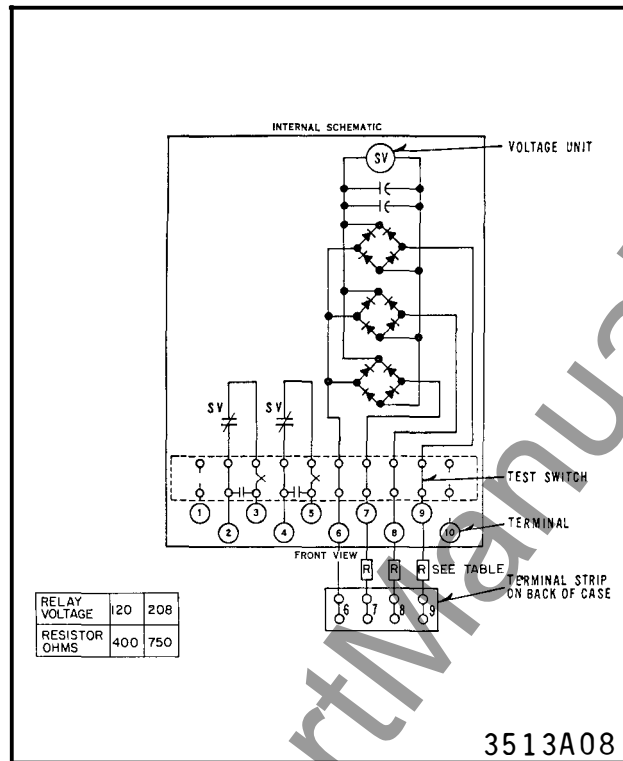 INTERNAL SCHEMATIC
SV
VOLTAGE UNIT
SV
SV
TEST SWITCH
1
3
5
7
9
2
4
6
8
10
TERMINAL
FRONT VIEW
R
R
R
SEE TABLE
TERMINAL STRIP
ON BACK OF CASE
6
7
8
9
RELAY VOLTAGE 120 208
RESISTOR OHMS 400 750
3513A08